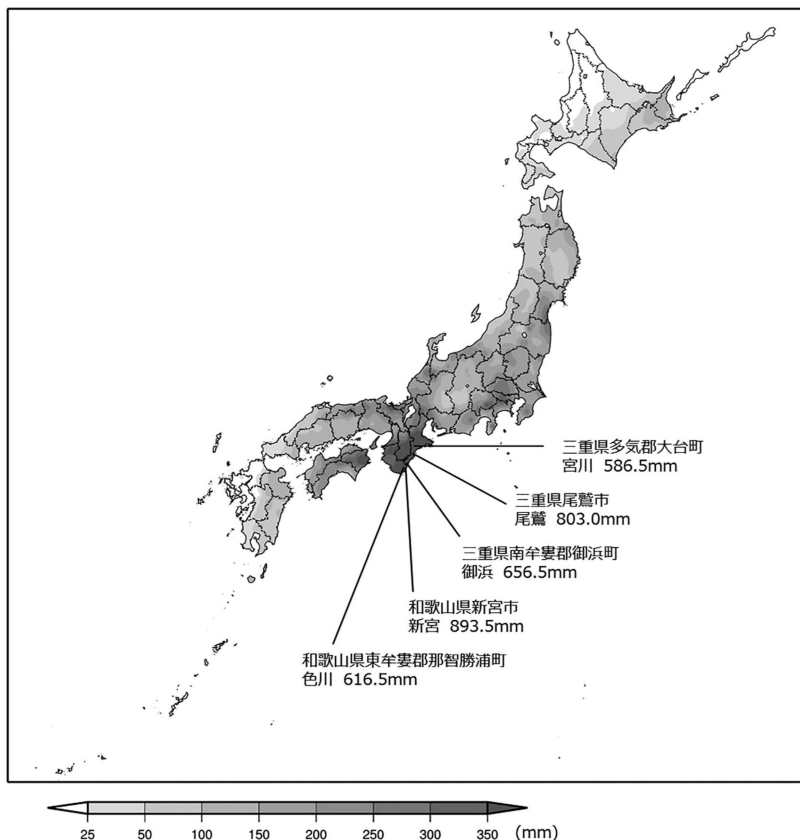 三重県多気郡大台町
宮川 586.5mm
三重県尾鷲市
尾鷲 803.0mm
三重県南牟婁郡御浜町
御浜 656.5mm
和歌山県新宮市
新宮 893.5mm
和歌山県東牟婁郡那智勝浦町
色川 616.5mm
25 50 100 150 200 250 300 350 (mm)